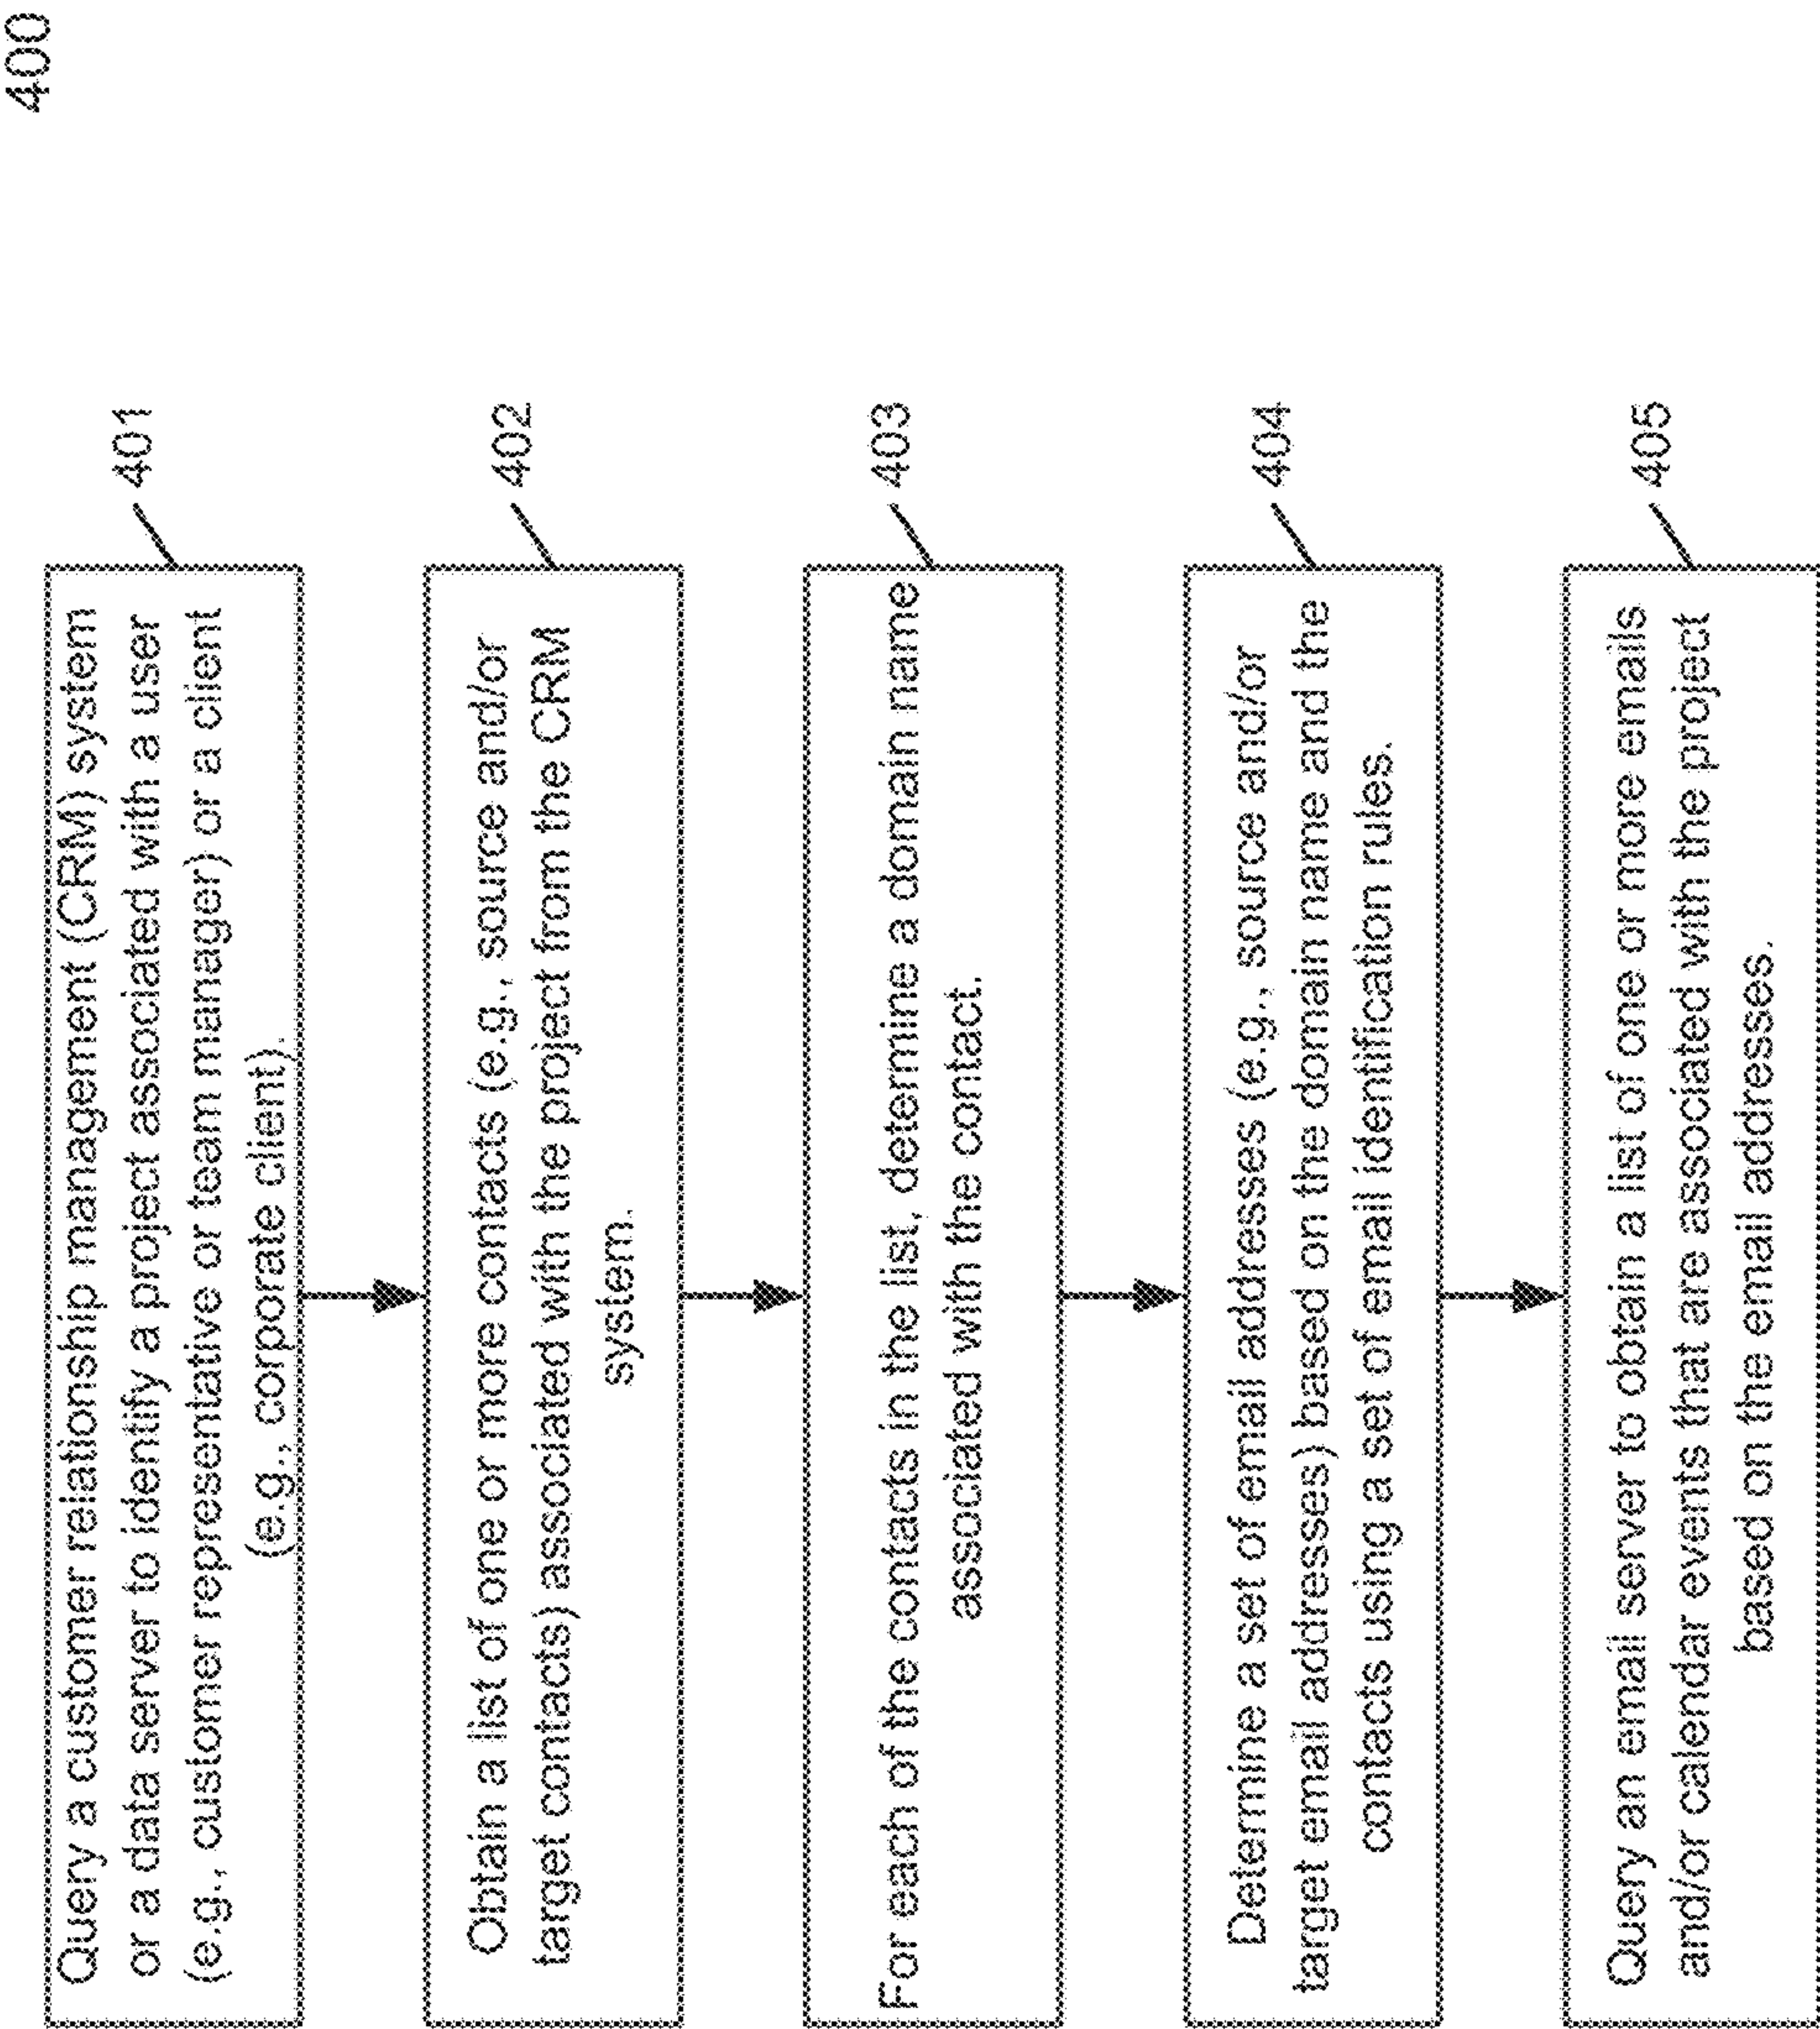 400
Query a customer relationship management (CRM) system
or a data server to identify a project associated with a user
(e.g., customer representative or team manager) or a client
(e.g., corporate client).
401
Obtain a list of one or more contacts (e.g., source and/or
target contacts) associated with the project from the CRM
system.
402
For each of the contacts in the list, determine a domain name
associated with the contact.
403
Determine a set of email addresses (e.g., source and/or
target email addresses) based on the domain name and the
contacts using a set of email identification rules.
404
Query an email server to obtain a list of one or more emails
and/or calendar events that are associated with the project
based on the email addresses.
405